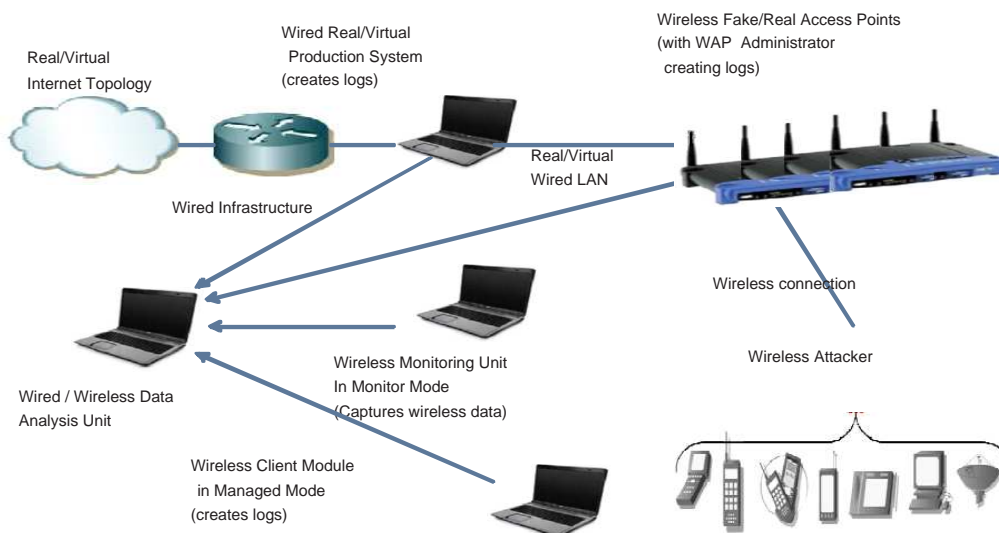 Real/Virtual
Internet Topology
Wired Real/Virtual
Production System
(creates logs)
Wireless Fake/Real Access Points
(with WAP Administrator
creating logs)
Real/Virtual
Wired LAN
Wired Infrastructure
Wireless connection
Wireless Attacker
Wired / Wireless Data
Analysis Unit
Wireless Monitoring Unit
In Monitor Mode
(Captures wireless data)
Wireless Client Module
in Managed Mode
(creates logs)